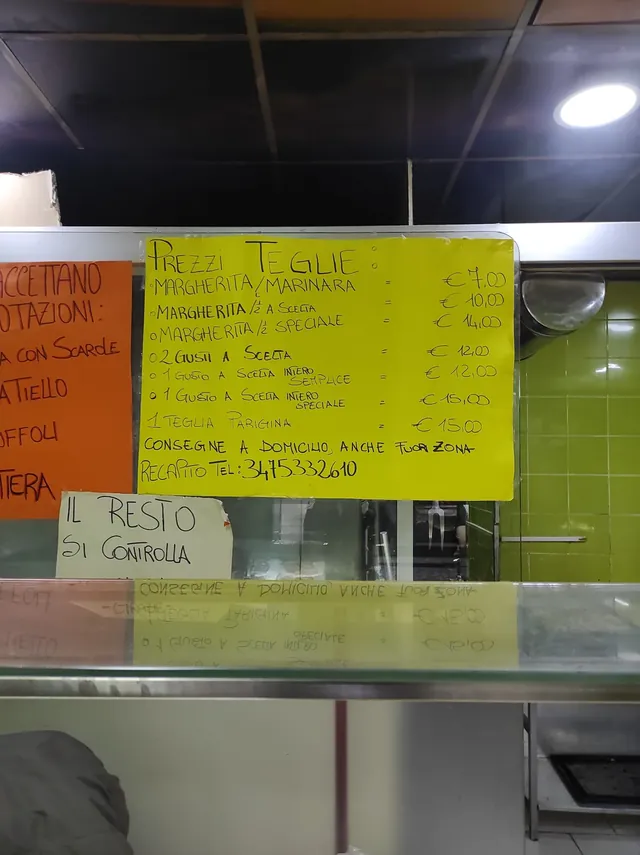 ACCETTANO
OTAZIONI:
A CON SCAROLE
ATIELLO
UFFOLI
TIERA
PREZZI TEGLIE:
MARGHERITA/MARINARA = € 7,00
MARGHERITA/½ A SCELTA = € 10,00
MARGHERITA/½ SPECIALE = € 14,00
2 GUSTI A SCELTA = € 12,00
1 GUSTO A SCELTA INTERO SEMPLICE = € 12,00
1 GUSTO A SCELTA INTERO SPECIALE = € 15,00
1 TEGLIA PARIGINA = € 15,00
CONSEGNE A DOMICILIO, ANCHE FUORI ZONA
RECAPITO TEL: 3475332610
IL RESTO
SI CONTROLLA